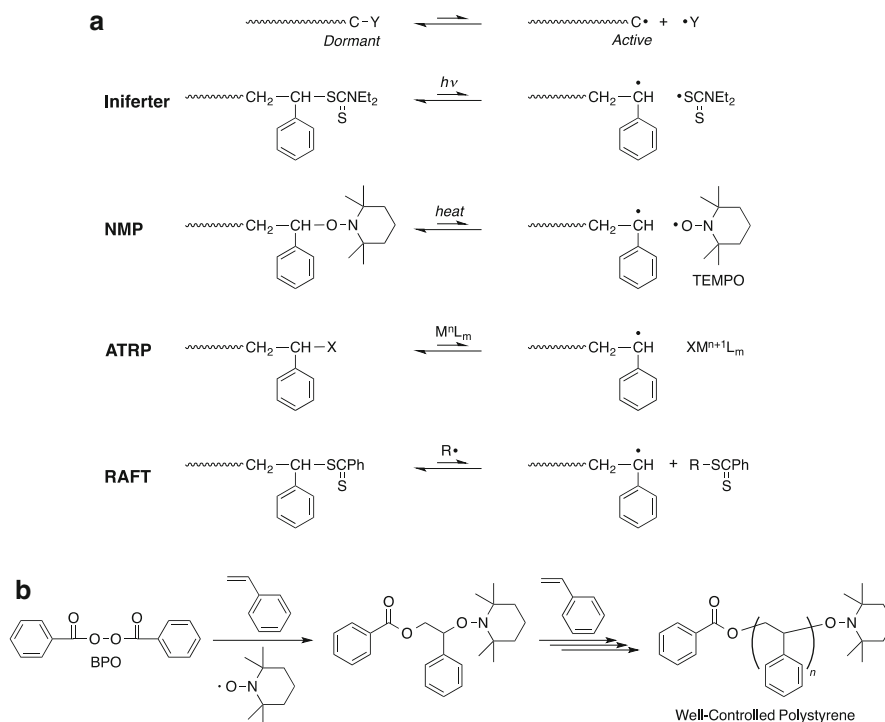 a
C–Y
Dormant
C• + •Y
Active
Iniferter
CH₂–CH–SCNEt₂
S
hν
CH₂–CH
•SCNEt₂
S
NMP
CH₂–CH–O–N
heat
CH₂–CH
•O–N
TEMPO
ATRP
CH₂–CH–X
MⁿLₘ
CH₂–CH
XMⁿ⁺¹Lₘ
RAFT
CH₂–CH–SCPh
S
R•
CH₂–CH
+ R–SCPh
S
b
O O
O–O
BPO
•O–N
O
O
O–N
O
O
n
O–N
Well-Controlled Polystyrene